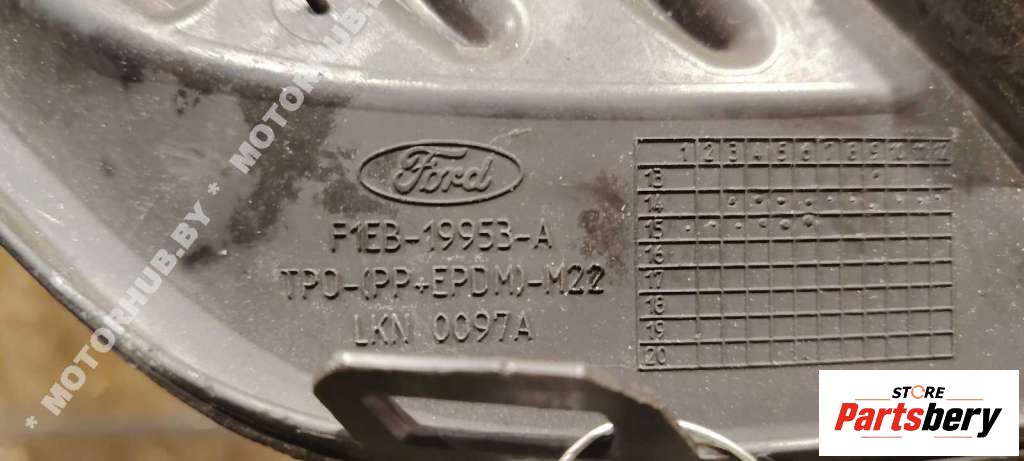 Ford
F1EB-19953-A
TPO-(PP+EPDM)-M22
LKN 0097A
1 2 3 4 5 6 7 8 9 10 11 12
13
14
15
16
17
18
19
20
* MOTORHUB.BY * MOTORHUB.BY
STORE
Partsbery